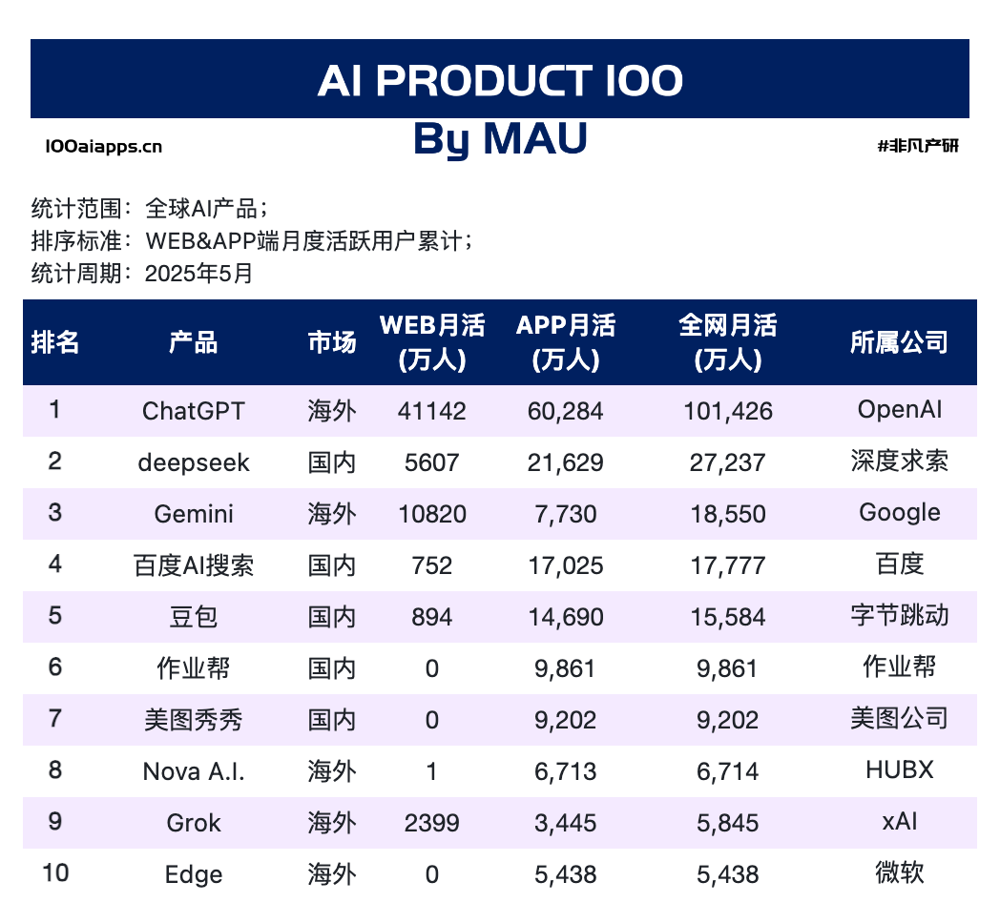 AI PRODUCT 100
By MAU
100aiapps.cn
#非凡产研
统计范围：全球AI产品；
排序标准：WEB&APP端月度活跃用户累计；
统计周期：2025年5月
排名 产品 市场 WEB月活(万人) APP月活(万人) 全网月活(万人) 所属公司
1 ChatGPT 海外 41142 60,284 101,426 OpenAI
2 deepseek 国内 5607 21,629 27,237 深度求索
3 Gemini 海外 10820 7,730 18,550 Google
4 百度AI搜索 国内 752 17,025 17,777 百度
5 豆包 国内 894 14,690 15,584 字节跳动
6 作业帮 国内 0 9,861 9,861 作业帮
7 美图秀秀 国内 0 9,202 9,202 美图公司
8 Nova A.I. 海外 1 6,713 6,714 HUBX
9 Grok 海外 2399 3,445 5,845 xAI
10 Edge 海外 0 5,438 5,438 微软